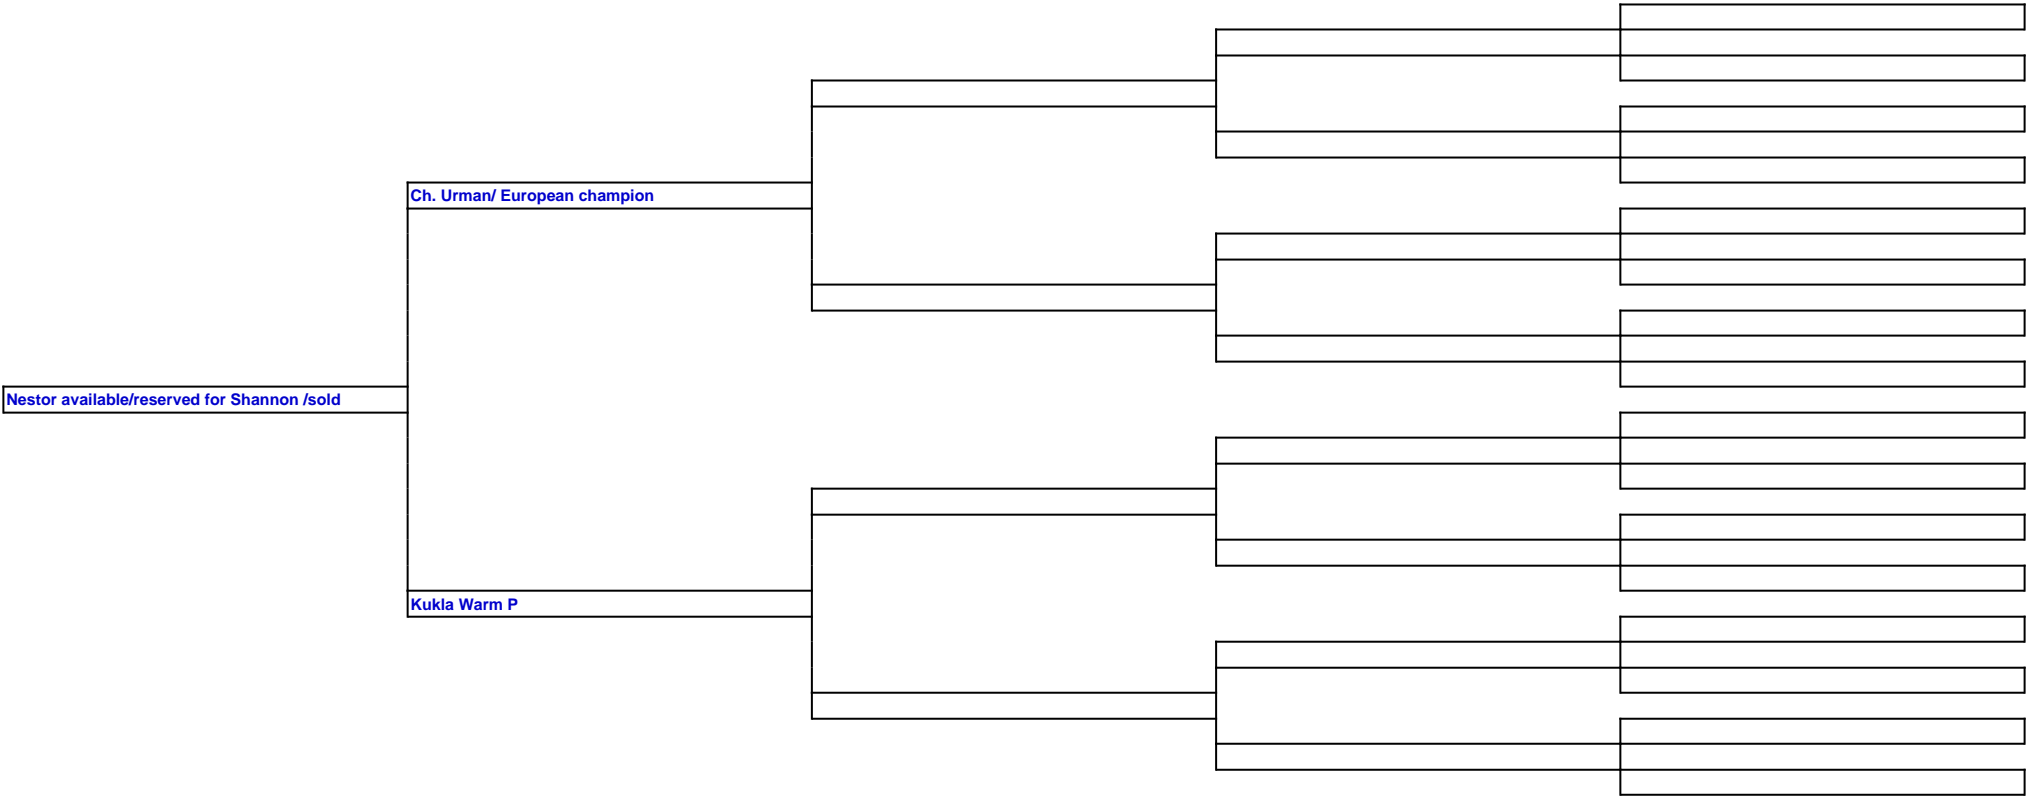 Ch. Urman/ European champion
Nestor available/reserved for Shannon /sold
Kukla Warm P